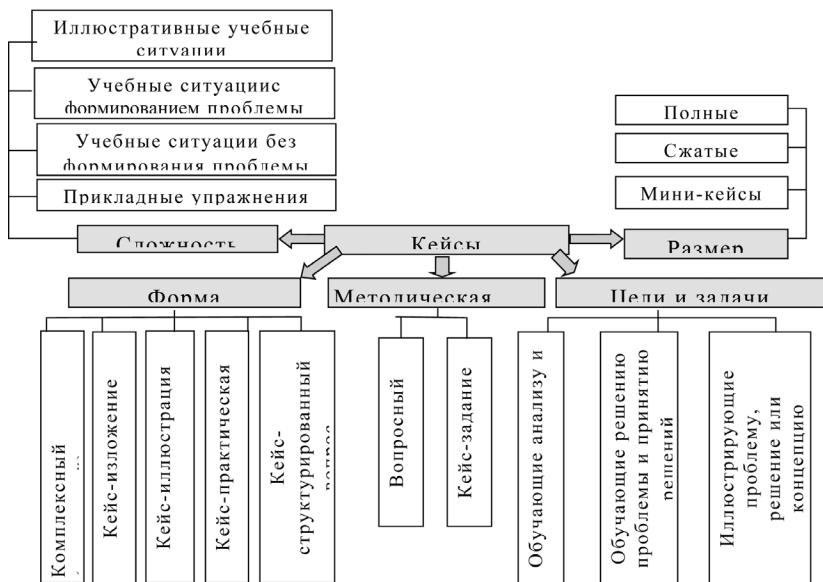 Иллюстративные учебные
ситуации
Учебные ситуациис
формированием проблемы
Учебные ситуации без
формирования проблемы
Прикладные упражнения
Полные
Сжатые
Мини-кейсы
Сложность
Кейсы
Размер
Форма
Методическая
Цели и задачи
Комплексный
Кейс-изложение
Кейс-иллюстрация
Кейс-практическая
Кейс-
структурированный
вопрос
Вопросный
Кейс-задание
Обучающие анализу и
Обучающие решению
проблемы и принятию
решений
Иллюстрирующие
проблему,
решение или
концепцию